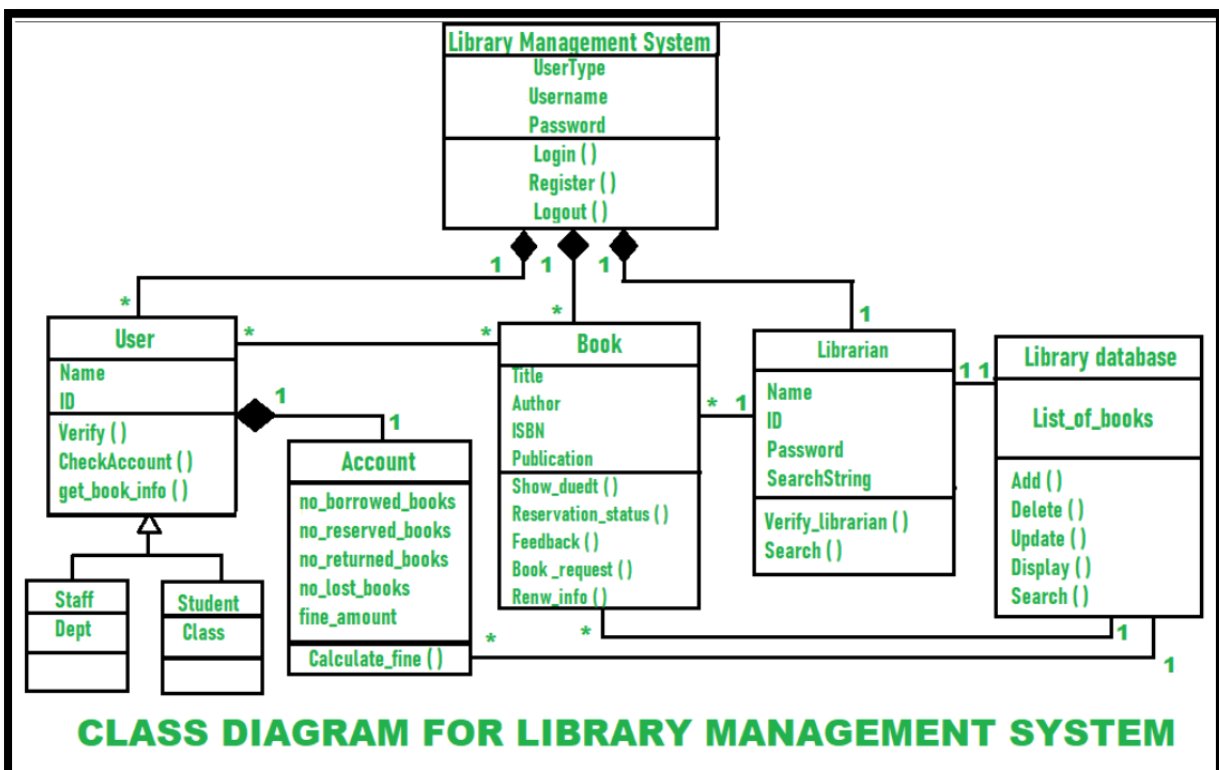 Library Management System
UserType
Username
Password
Login ( )
Register ( )
Logout ( )
1
1
1
*
*
1
User
Name
ID
Verify ( )
CheckAccount ( )
get_book_info ( )
*
*
1
1
Account
no_borrowed_books
no_reserved_books
no_returned_books
no_lost_books
fine_amount
Calculate_fine ( )
Staff
Dept
Student
Class
Book
Title
Author
ISBN
Publication
Show_duedt ( )
Reservation_status ( )
Feedback ( )
Book _request ( )
Renw_info ( )
*
1
Librarian
Name
ID
Password
SearchString
Verify_librarian ( )
Search ( )
1
1
Library database
List_of_books
Add ( )
Delete ( )
Update ( )
Display ( )
Search ( )
*
1
*
1
CLASS DIAGRAM FOR LIBRARY MANAGEMENT SYSTEM